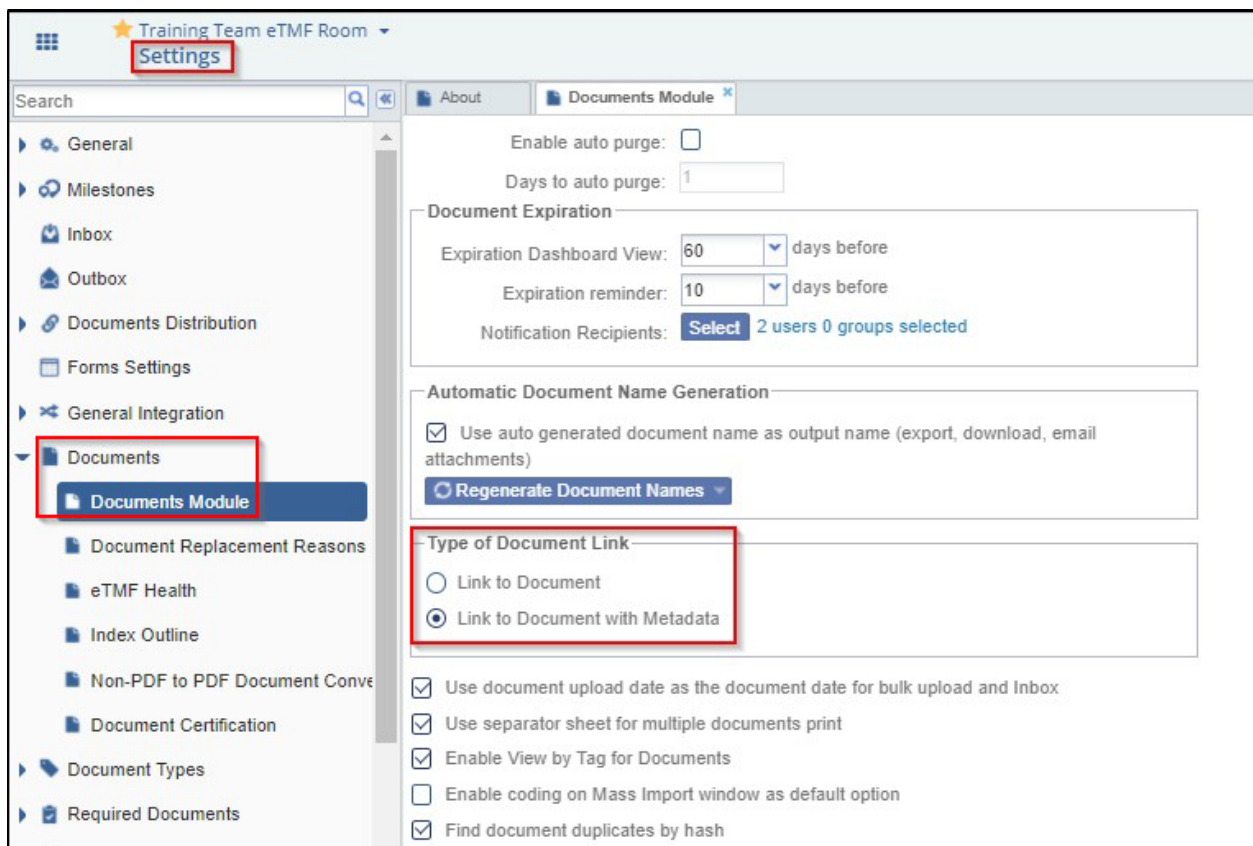 Training Team eTMF Room
Settings
Search
General
Milestones
Inbox
Outbox
Documents Distribution
Forms Settings
General Integration
Documents
Documents Module
Document Replacement Reasons
eTMF Health
Index Outline
Non-PDF to PDF Document Conve
Document Certification
Document Types
Required Documents
About
Documents Module
Enable auto purge:
Days to auto purge: 1
Document Expiration
Expiration Dashboard View: 60 days before
Expiration reminder: 10 days before
Notification Recipients: Select 2 users 0 groups selected
Automatic Document Name Generation
Use auto generated document name as output name (export, download, email
attachments)
Regenerate Document Names
Type of Document Link
Link to Document
Link to Document with Metadata
Use document upload date as the document date for bulk upload and Inbox
Use separator sheet for multiple documents print
Enable View by Tag for Documents
Enable coding on Mass Import window as default option
Find document duplicates by hash